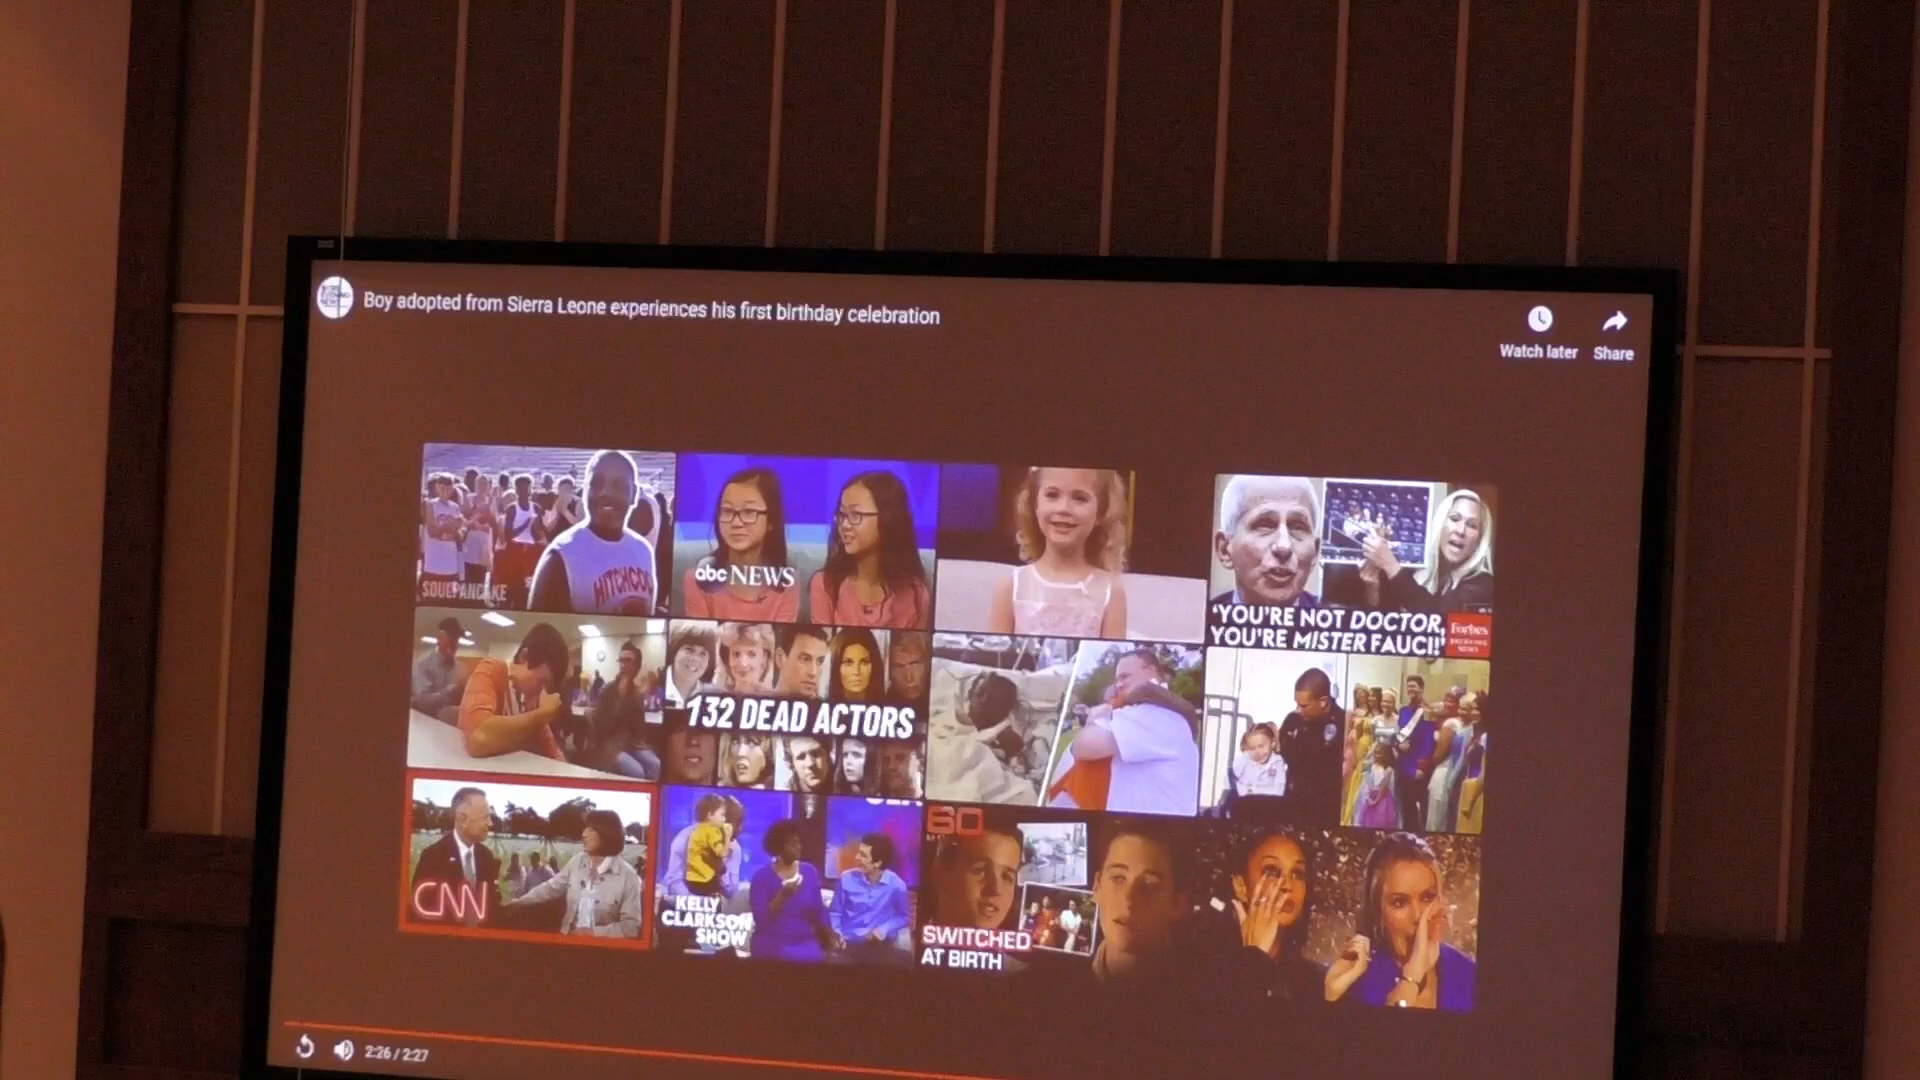 Boy adopted from Sierra Leone experiences his first birthday celebration
Watch later
Share
SOULPANCAKE
HITCHCOC
abc NEWS
'YOU'RE NOT DOCTOR,
YOU'RE MISTER FAUCI!'
Forbes
132 DEAD ACTORS
CNN
KELLY
CLARKSON
SHOW
60
SWITCHED
AT BIRTH
2:26 / 2:27